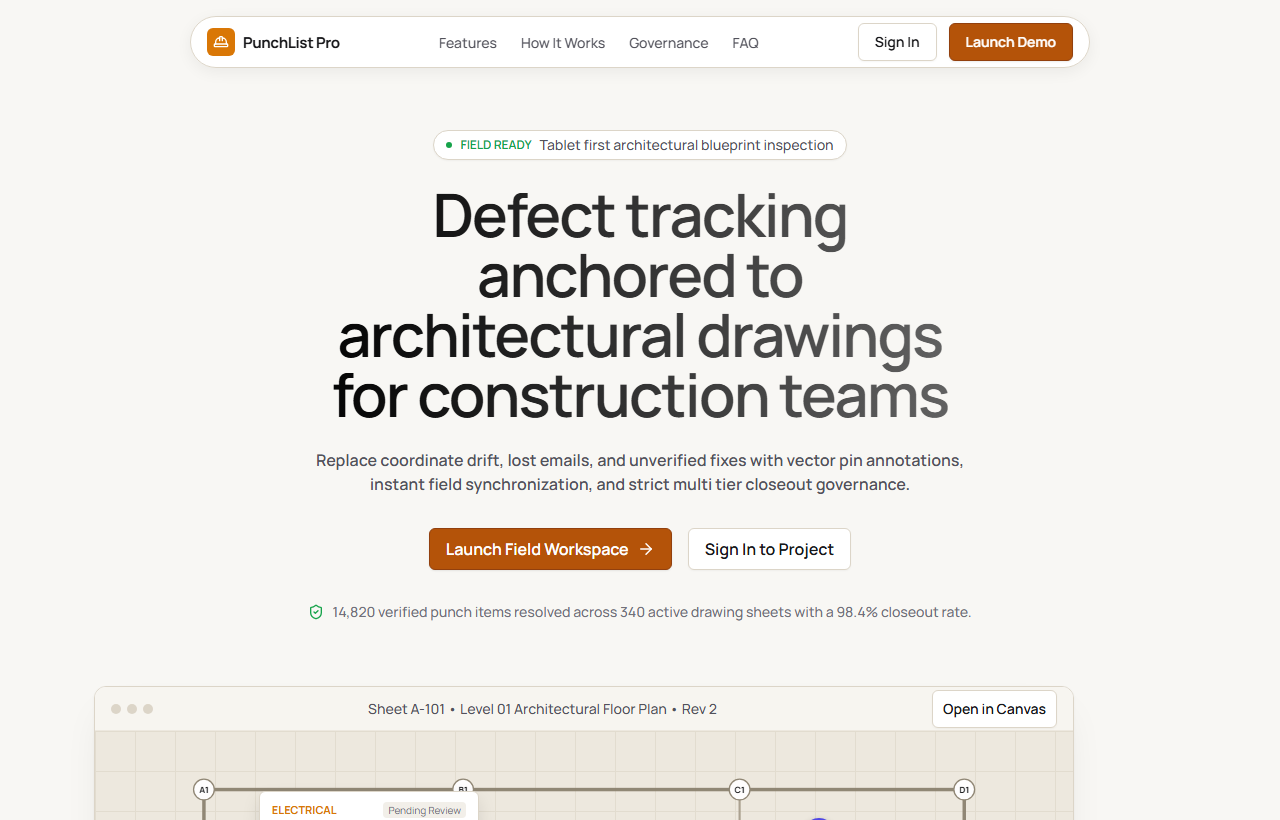 PunchList Pro
Features
How It Works
Governance
FAQ
Sign In
Launch Demo
FIELD READY Tablet first architectural blueprint inspection
Defect tracking
anchored to
architectural drawings
for construction teams
Replace coordinate drift, lost emails, and unverified fixes with vector pin annotations,
instant field synchronization, and strict multi tier closeout governance.
Launch Field Workspace
Sign In to Project
14,820 verified punch items resolved across 340 active drawing sheets with a 98.4% closeout rate.
Sheet A-101 • Level 01 Architectural Floor Plan • Rev 2
Open in Canvas
A1
B1
C1
D1
ELECTRICAL
Pending Review